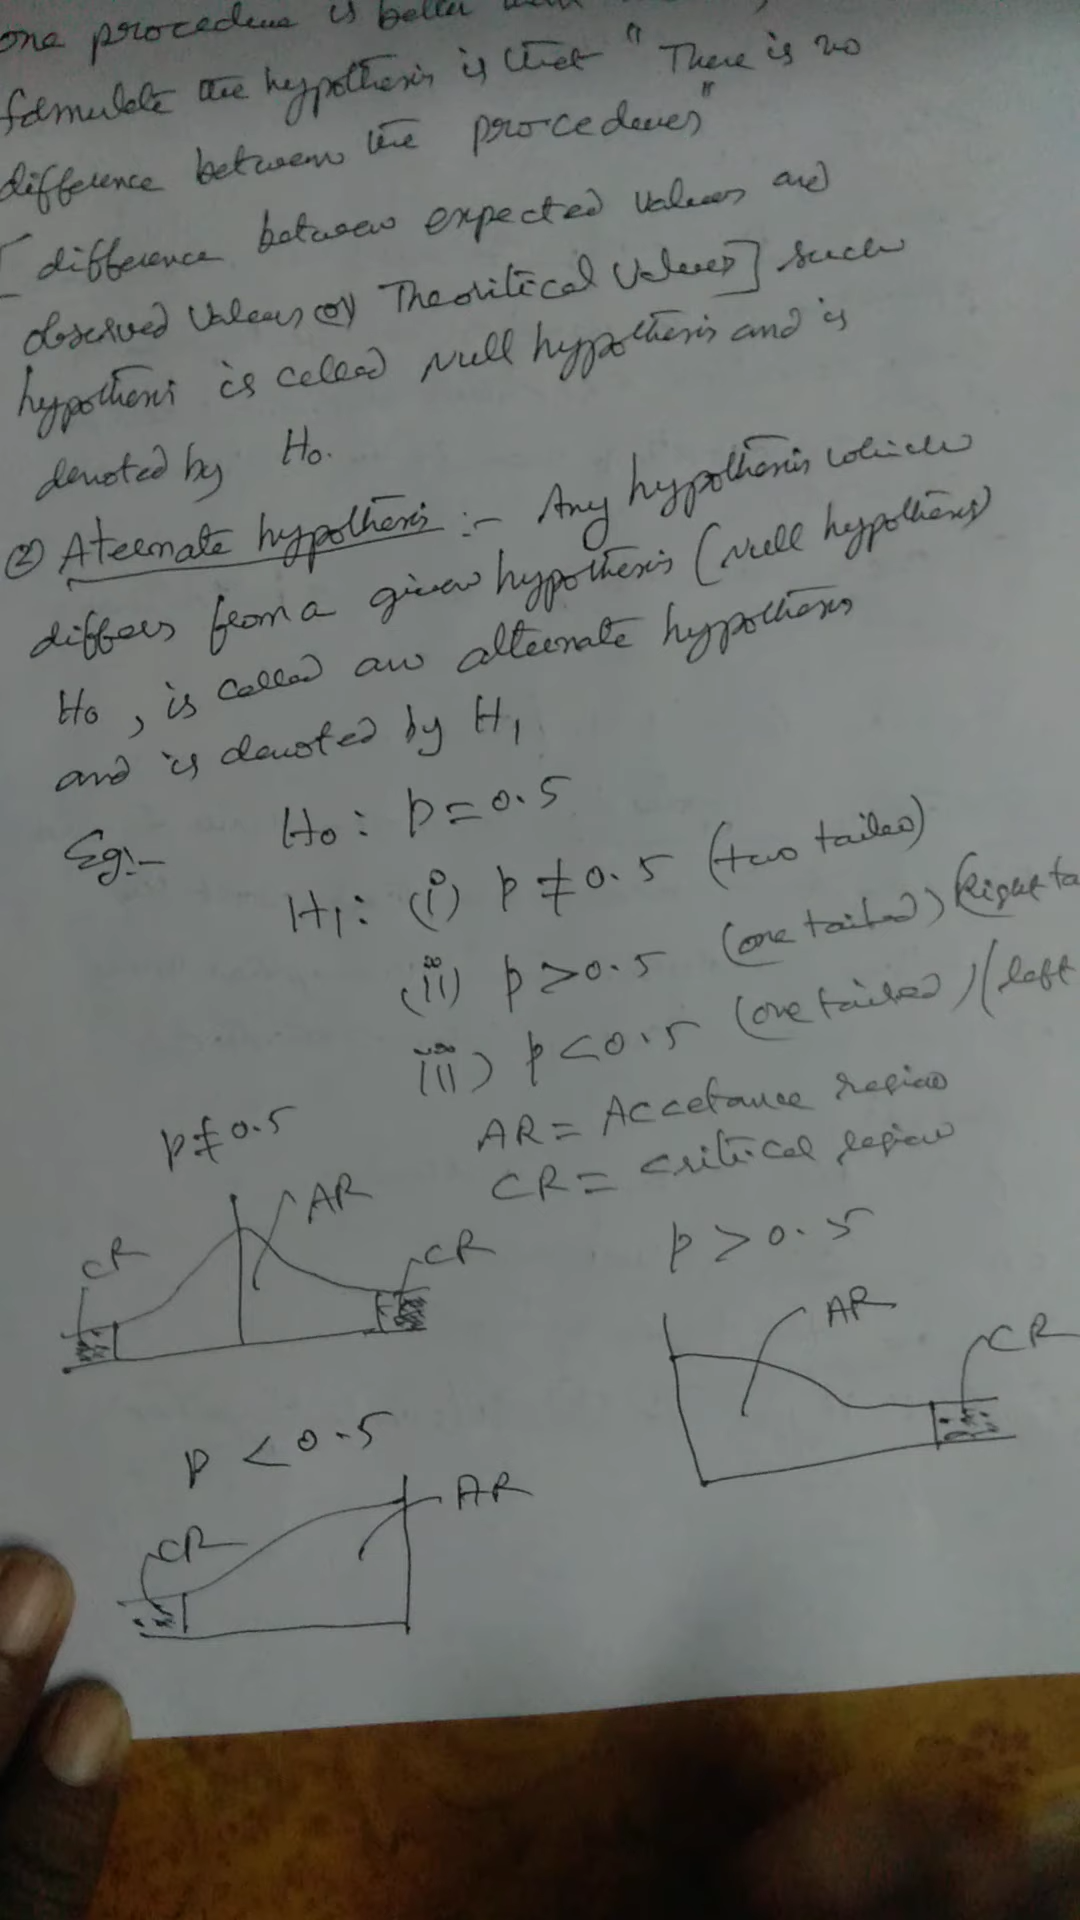 one procedure is better
formulate the hypothesis is that " There is no
difference between the procedures"
[ difference between expected values and
observed values (or) Theoritical values] such
hypothesis is called Null hypothesis and is
denoted by H0.
② Aternate hypothesis :- Any hypothesis which
differs from a given hypothesis (Null hypothesis)
H0, is called an alternate hypothesis
and is denoted by H1
Eg:- H0: p=0.5
H1: (i) p≠0.5 (two tailed)
(ii) p>0.5 (one tailed) (Right ta
(iii) p<0.5 (one tailed) (left
AR = Accetance region
CR = critical region
p≠0.5
AR
CR
CR
p > 0.5
AR
CR
p < 0.5
AR
CR